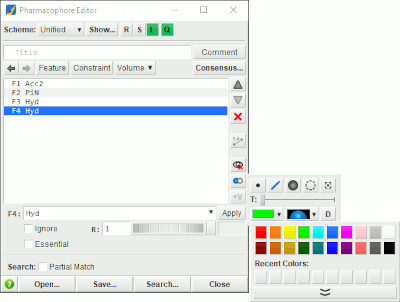 Pharmacophore Editor
Scheme: Unified Show... R S L Q
Title Comment
Feature Constraint Volume Consensus...
F1 Acc2
F2 PiN
F3 Hyd
F4 Hyd
+V
F4: Hyd Apply
Ignore R: 1
Essential
Search: Partial Match
? Open... Save... Search... Close
T:
D
Recent Colors: